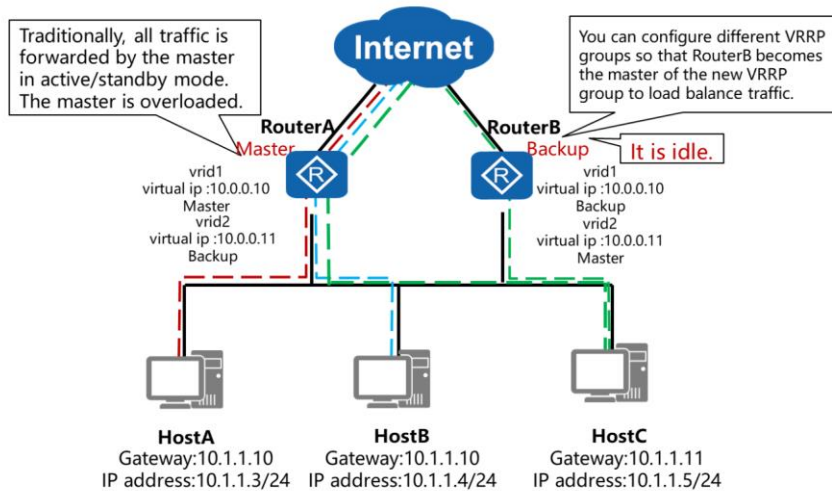 Traditionally, all traffic is
forwarded by the master
in active/standby mode.
The master is overloaded.
Internet
You can configure different VRRP
groups so that RouterB becomes
the master of the new VRRP
group to load balance traffic.
RouterA
Master
RouterB
Backup
It is idle.
R
R
vrid1
virtual ip :10.0.0.10
Master
vrid2
virtual ip :10.0.0.11
Backup
vrid1
virtual ip :10.0.0.10
Backup
vrid2
virtual ip :10.0.0.11
Master
HostA
Gateway:10.1.1.10
IP address:10.1.1.3/24
HostB
Gateway:10.1.1.10
IP address:10.1.1.4/24
HostC
Gateway:10.1.1.11
IP address:10.1.1.5/24